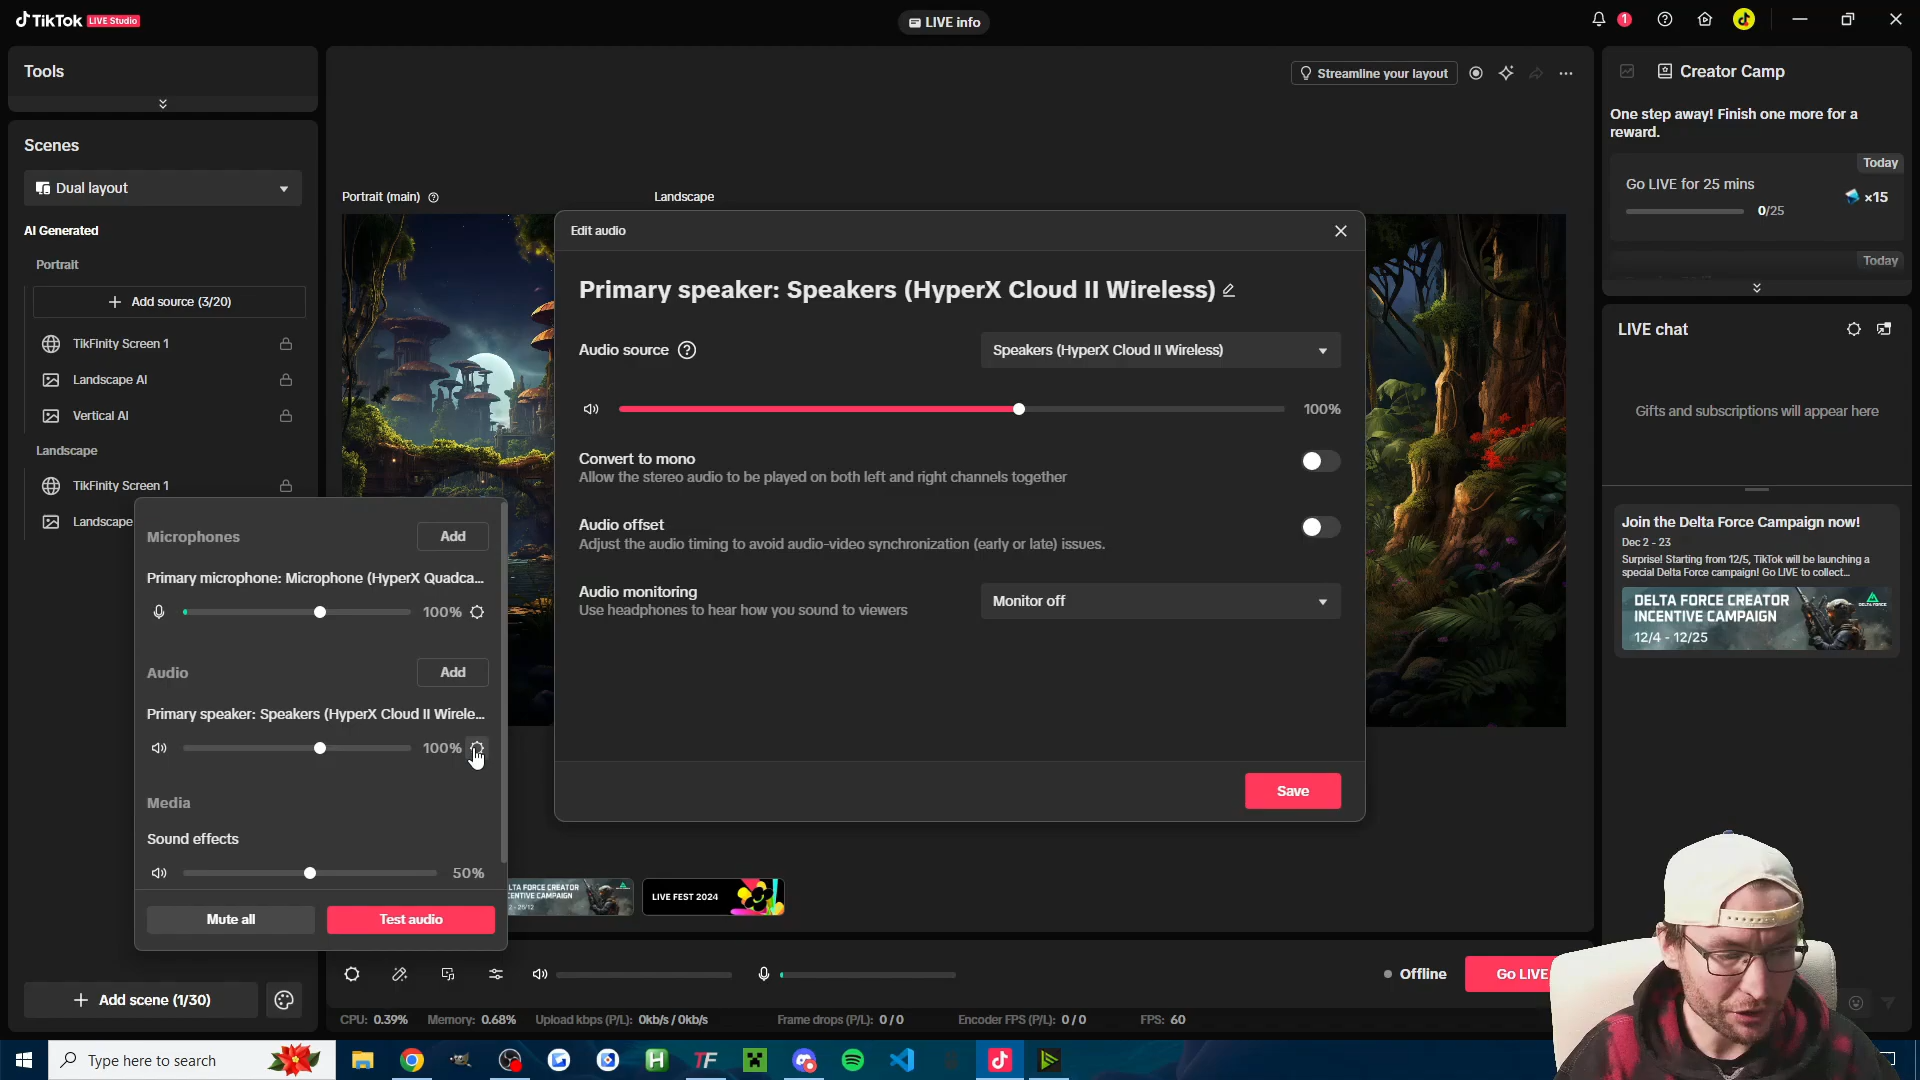 TikTok LIVE Studio
LIVE info
1
Tools
Scenes
Dual layout
AI Generated
Portrait
Add source (3/20)
TikFinity Screen 1
Landscape AI
Vertical AI
Landscape
TikFinity Screen 1
Landscape
Microphones
Add
Primary microphone: Microphone (HyperX Quadca...
100%
Audio
Add
Primary speaker: Speakers (HyperX Cloud II Wirele...
100%
Media
Sound effects
50%
Mute all
Test audio
Add scene (1/30)
Streamline your layout
Portrait (main)
Landscape
Edit audio
Primary speaker: Speakers (HyperX Cloud II Wireless)
Audio source
Speakers (HyperX Cloud II Wireless)
100%
Convert to mono
Allow the stereo audio to be played on both left and right channels together
Audio offset
Adjust the audio timing to avoid audio-video synchronization (early or late) issues.
Audio monitoring
Use headphones to hear how you sound to viewers
Monitor off
Save
LIVE FEST 2024
Offline
Go LIVE
CPU: 0.39%
Memory: 0.68%
Upload kbps (P/L): 0kb/s / 0kb/s
Frame drops (P/L): 0 / 0
Encoder FPS (P/L): 0 / 0
FPS: 60
Creator Camp
One step away! Finish one more for a
reward.
Today
Go LIVE for 25 mins
x15
0/25
Today
LIVE chat
Gifts and subscriptions will appear here
Join the Delta Force Campaign now!
Dec 2 - 23
Surprise! Starting from 12/5, TikTok will be launching a
special Delta Force campaign! Go LIVE to collect...
DELTA FORCE CREATOR
INCENTIVE CAMPAIGN
12/4 - 12/25
DELTA FORCE
Type here to search